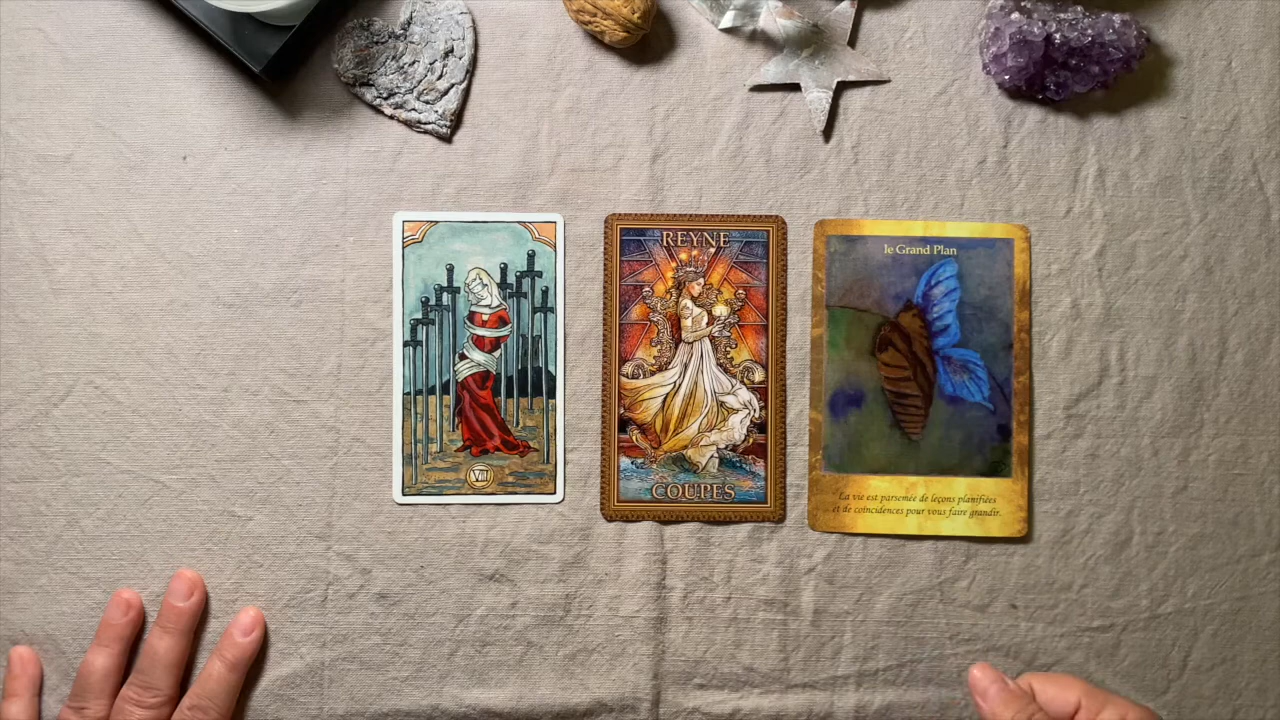 VIII
REYNE
COUPES
le Grand Plan
La vie est parsemée de leçons planifiées
et de coïncidences pour vous faire grandir.